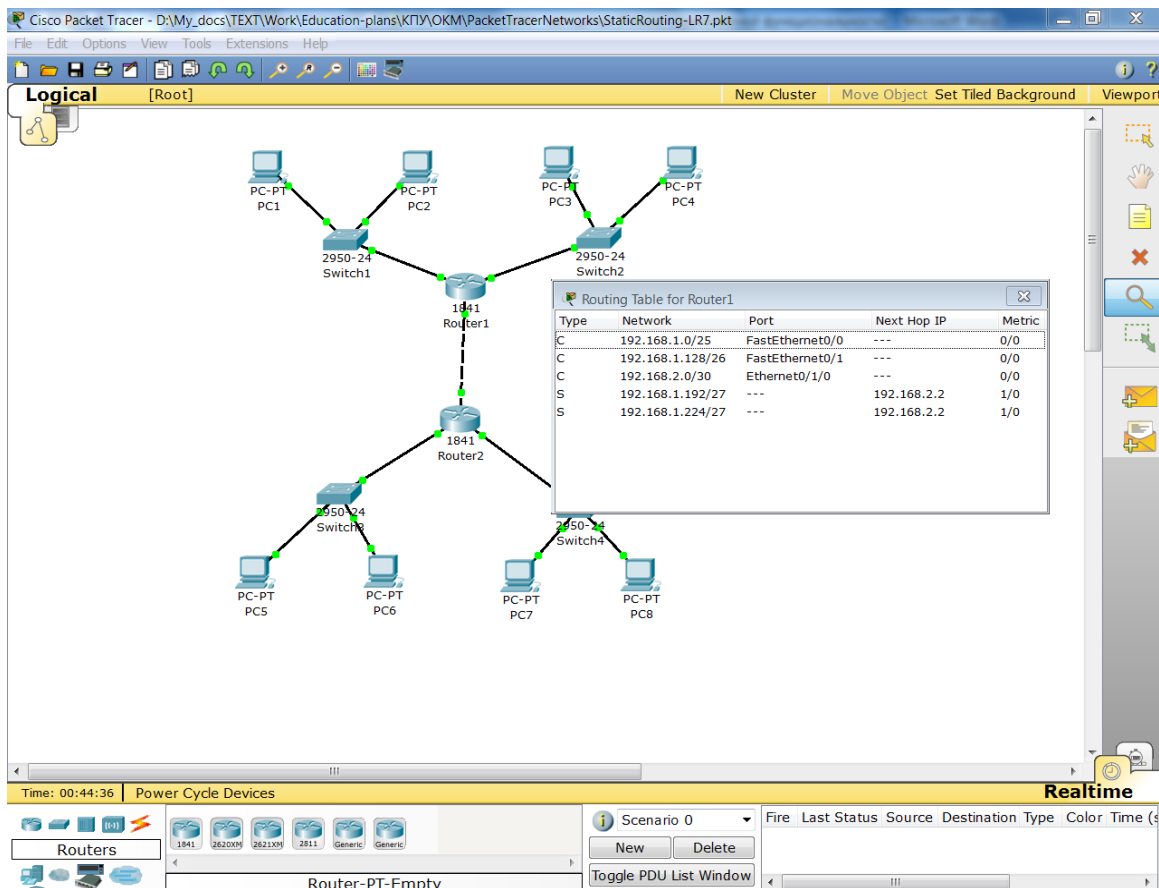 Cisco Packet Tracer - D:\My_docs\TEXT\Work\Education-plans\КПУ\ОКМ\PacketTracerNetworks\StaticRouting-LR7.pkt
File Edit Options View Tools Extensions Help
Logical [Root] New Cluster Move Object Set Tiled Background Viewport
PC-PT
PC1
PC-PT
PC2
PC-PT
PC3
PC-PT
PC4
2950-24
Switch1
2950-24
Switch2
1841
Router1
Routing Table for Router1
Type Network Port Next Hop IP Metric
C 192.168.1.0/25 FastEthernet0/0 --- 0/0
C 192.168.1.128/26 FastEthernet0/1 --- 0/0
C 192.168.2.0/30 Ethernet0/1/0 --- 0/0
S 192.168.1.192/27 --- 192.168.2.2 1/0
S 192.168.1.224/27 --- 192.168.2.2 1/0
1841
Router2
2950-24
Switch3
2950-24
Switch4
PC-PT
PC5
PC-PT
PC6
PC-PT
PC7
PC-PT
PC8
Time: 00:44:36 Power Cycle Devices Realtime
Routers
1841 2620XM 2621XM 2811 Generic Generic
Router-PT-Empty
Scenario 0
New Delete
Toggle PDU List Window
Fire Last Status Source Destination Type Color Time (s